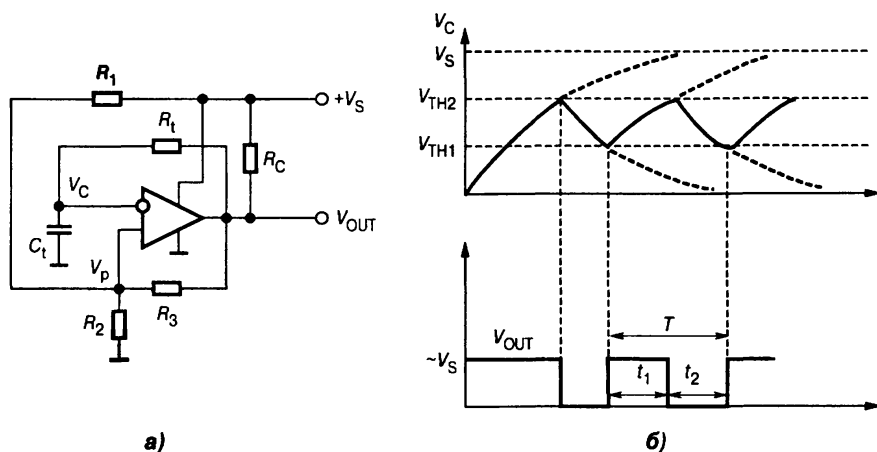 R1
+VS
Rt
RC
VC
VOUT
Ct
Vp
R3
R2
а)
VC
VS
VTH2
VTH1
T
VOUT
~VS
t1
t2
б)